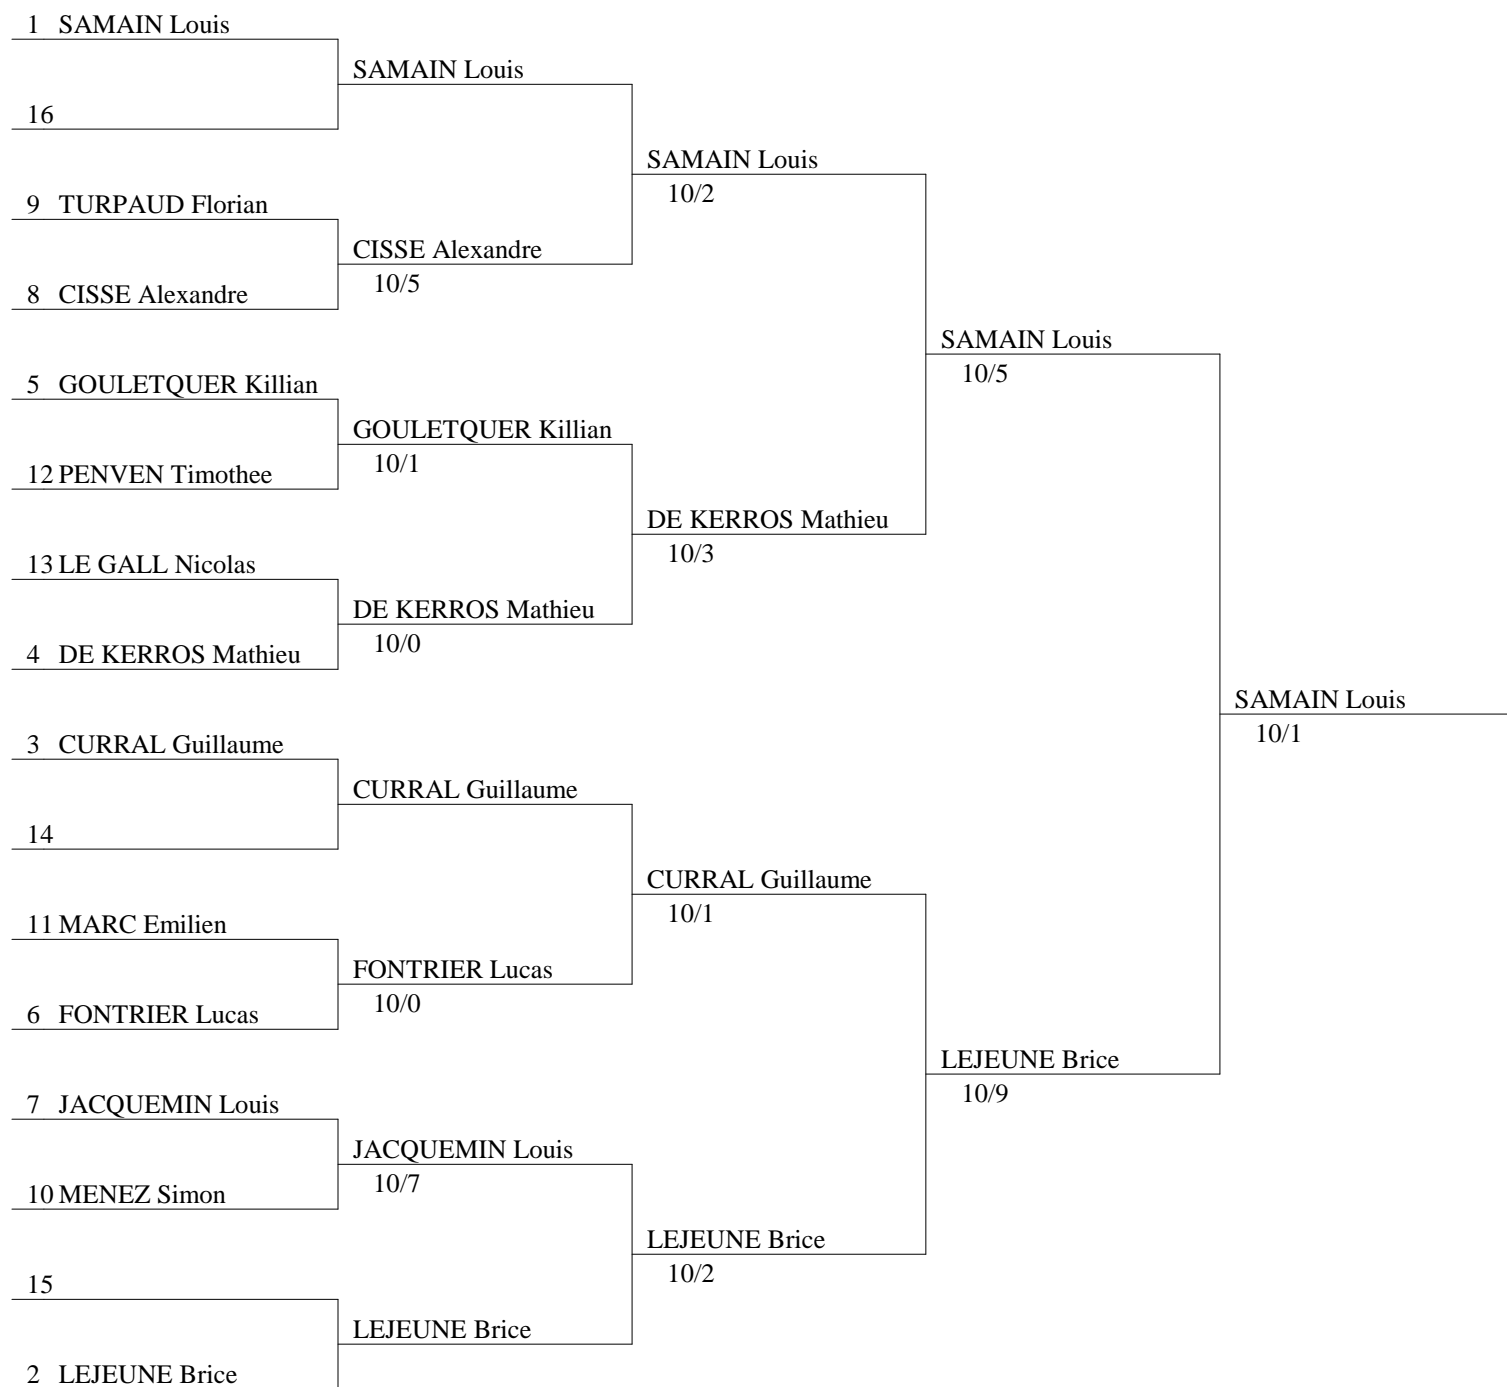 1 SAMAIN Louis
SAMAIN Louis
16
SAMAIN Louis
10/2
9 TURPAUD Florian
CISSE Alexandre
10/5
8 CISSE Alexandre
SAMAIN Louis
10/5
5 GOULETQUER Killian
GOULETQUER Killian
10/1
12 PENVEN Timothee
DE KERROS Mathieu
10/3
13 LE GALL Nicolas
DE KERROS Mathieu
10/0
4 DE KERROS Mathieu
SAMAIN Louis
10/1
3 CURRAL Guillaume
CURRAL Guillaume
14
CURRAL Guillaume
10/1
11 MARC Emilien
FONTRIER Lucas
10/0
6 FONTRIER Lucas
LEJEUNE Brice
10/9
7 JACQUEMIN Louis
JACQUEMIN Louis
10/7
10 MENEZ Simon
LEJEUNE Brice
10/2
15
LEJEUNE Brice
2 LEJEUNE Brice